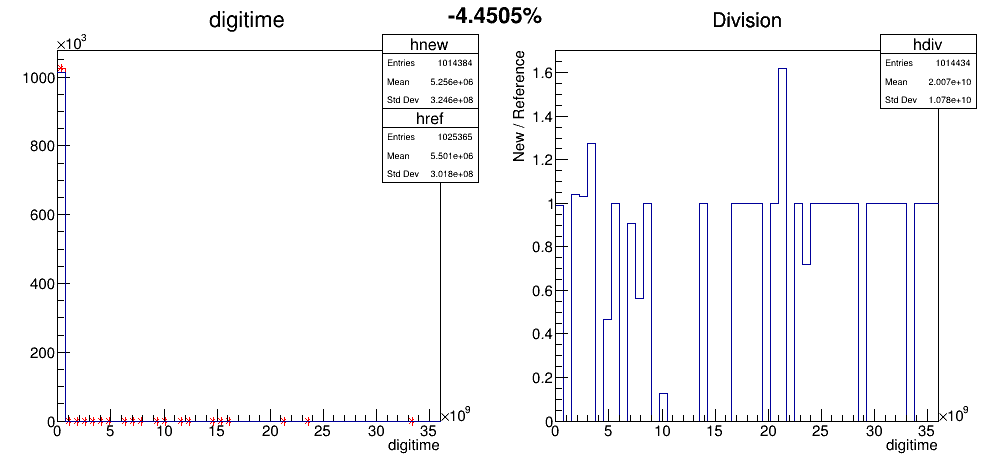 -4.4505%
digitime
×10³
hnew
Entries 1014384
Mean 5.256e+06
Std Dev 3.246e+08
href
Entries 1025365
Mean 5.501e+06
Std Dev 3.018e+08
1000
800
600
400
200
0
0 5 10 15 20 25 30 35 ×10⁹
digitime
Division
hdiv
Entries 1014434
Mean 2.007e+10
Std Dev 1.078e+10
New / Reference
1.6
1.4
1.2
1
0.8
0.6
0.4
0.2
0
0 5 10 15 20 25 30 35 ×10⁹
digitime